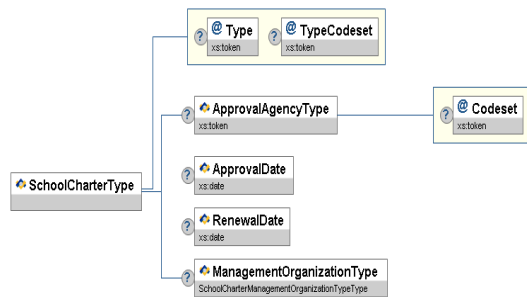 ? @ Type ? @ TypeCodeset
xs:token xs:token
? ApprovalAgencyType ? @ Codeset
xs:token xs:token
SchoolCharterType
? ApprovalDate
xs:date
? RenewalDate
xs:date
? ManagementOrganizationType
SchoolCharterManagementOrganizationTypeType